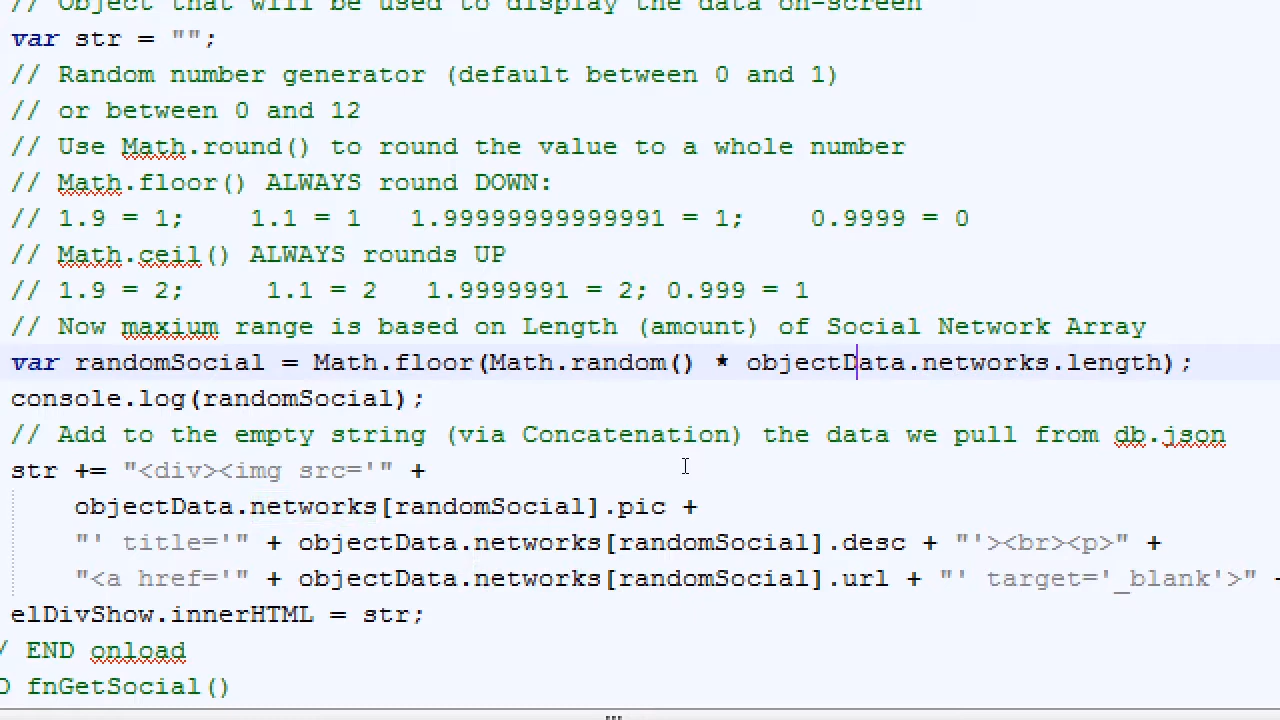 // Object that will be used to display the data on-screen
var str = "";
// Random number generator (default between 0 and 1)
// or between 0 and 12
// Use Math.round() to round the value to a whole number
// Math.floor() ALWAYS round DOWN:
// 1.9 = 1;    1.1 = 1   1.99999999999991 = 1;    0.9999 = 0
// Math.ceil() ALWAYS rounds UP
// 1.9 = 2;     1.1 = 2   1.9999991 = 2; 0.999 = 1
// Now maxium range is based on Length (amount) of Social Network Array
var randomSocial = Math.floor(Math.random() * objectData.networks.length);
console.log(randomSocial);
// Add to the empty string (via Concatenation) the data we pull from db.json
str += "<div><img src='" +
    objectData.networks[randomSocial].pic +
    "' title='" + objectData.networks[randomSocial].desc + "'><br><p>" +
    "<a href='" + objectData.networks[randomSocial].url + "' target='_blank'>" +
elDivShow.innerHTML = str;
/ END onload
D fnGetSocial()